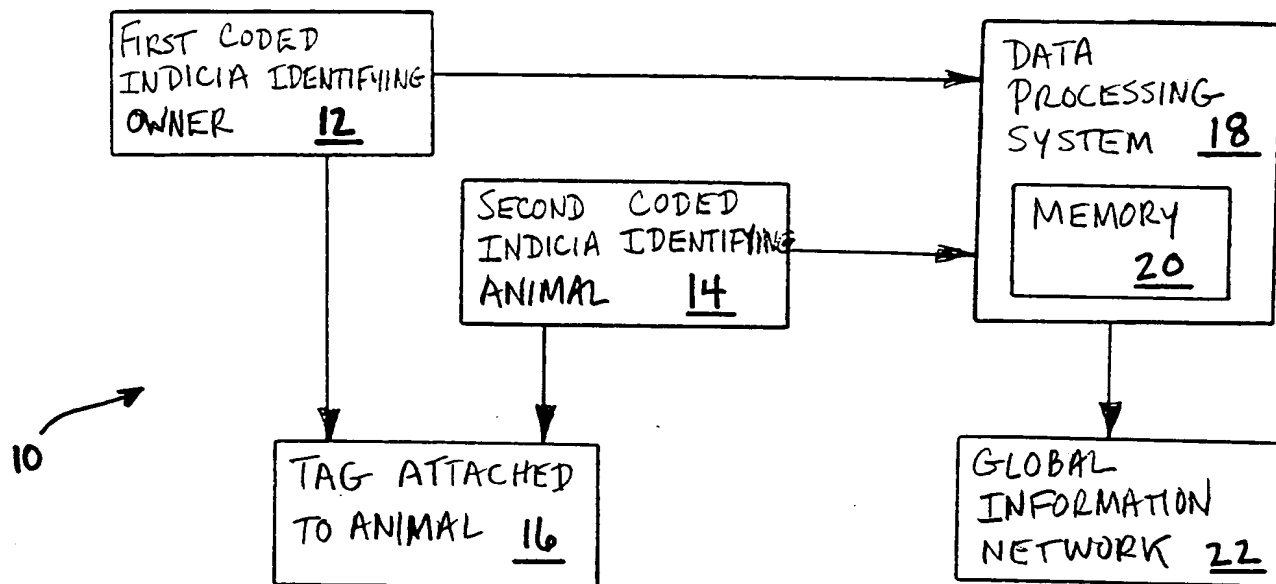 FIRST CODED
INDICIA IDENTIFYING
OWNER 12
DATA
PROCESSING
SYSTEM 18
MEMORY
20
SECOND CODED
INDICIA IDENTIFYING
ANIMAL 14
10
TAG ATTACHED
TO ANIMAL 16
GLOBAL
INFORMATION
NETWORK 22